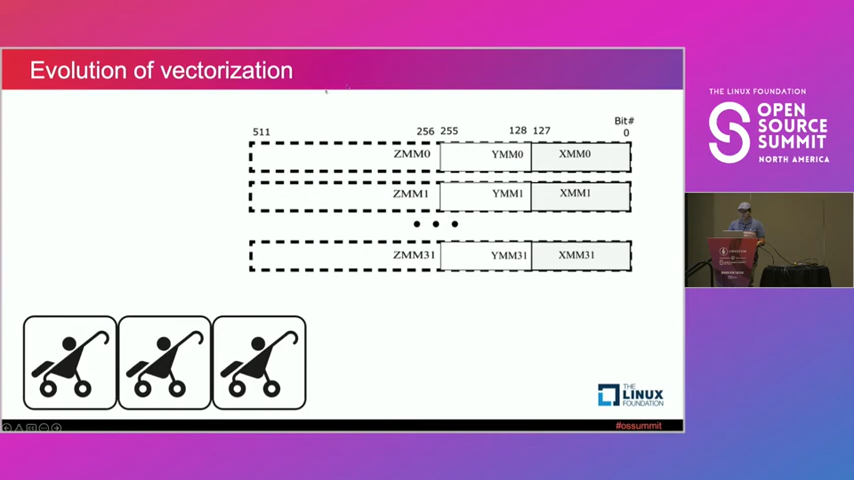 Evolution of vectorization
Bit#
511 256 255 128 127 0
ZMM0 YMM0 XMM0
ZMM1 YMM1 XMM1
ZMM31 YMM31 XMM31
THE
LINUX
FOUNDATION
#ossummit
THE LINUX FOUNDATION
OPEN
SOURCE
SUMMIT
NORTH AMERICA